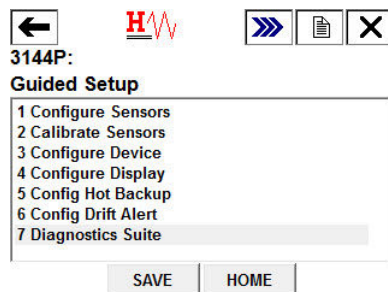 H
3144P:
Guided Setup
1 Configure Sensors
2 Calibrate Sensors
3 Configure Device
4 Configure Display
5 Config Hot Backup
6 Config Drift Alert
7 Diagnostics Suite
SAVE HOME